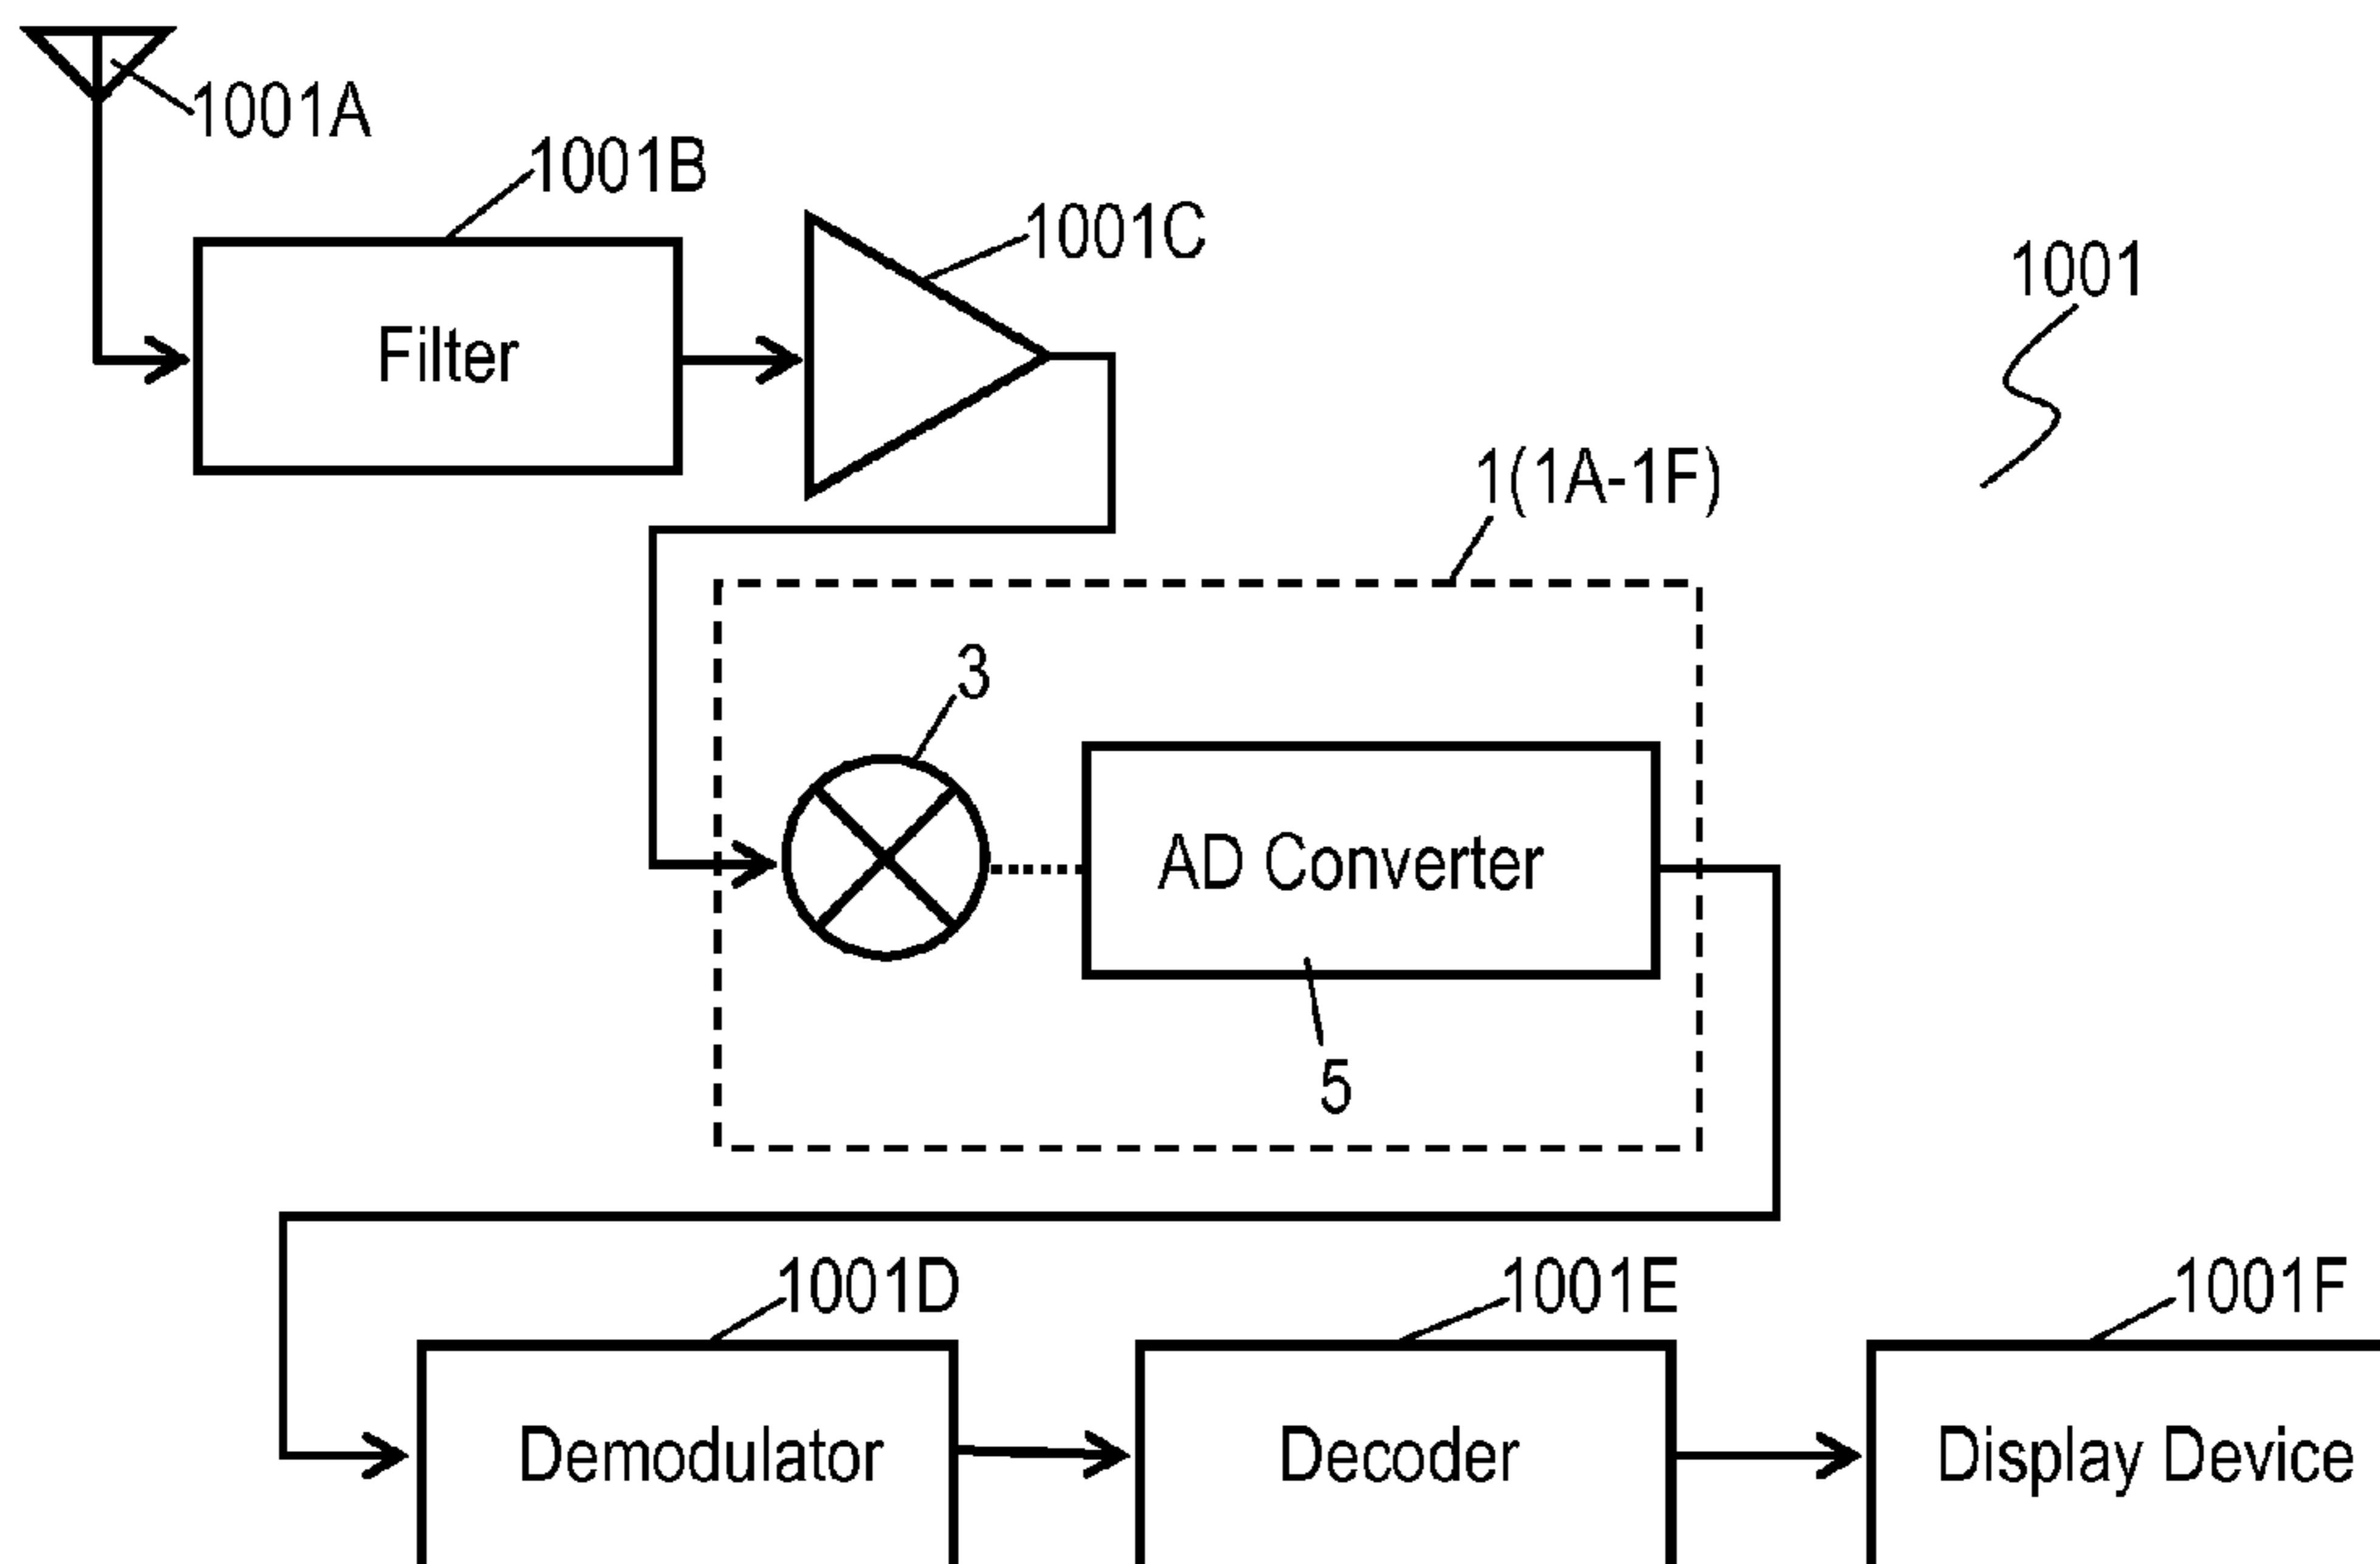 1001A
1001B
1001C
1001
Filter
1(1A-1F)
3
AD Converter
5
1001D
1001E
1001F
Demodulator
Decoder
Display Device